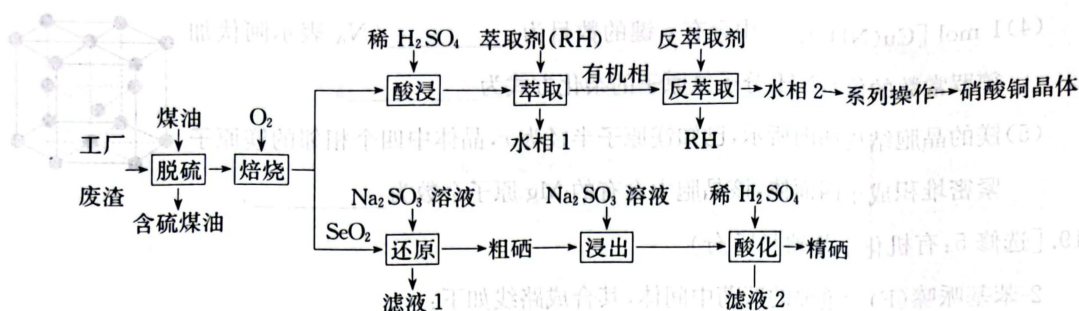 稀 H₂SO₄ 萃取剂(RH) 反萃取剂
酸浸 萃取 有机相 反萃取 水相 2 系列操作 硝酸铜晶体
水相 1 RH
煤油 O₂
工厂废渣 脱硫 焙烧
含硫煤油
Na₂SO₃ 溶液 Na₂SO₃ 溶液 稀 H₂SO₄
SeO₂ 还原 粗硒 浸出 酸化 精硒
滤液 1 滤液 2